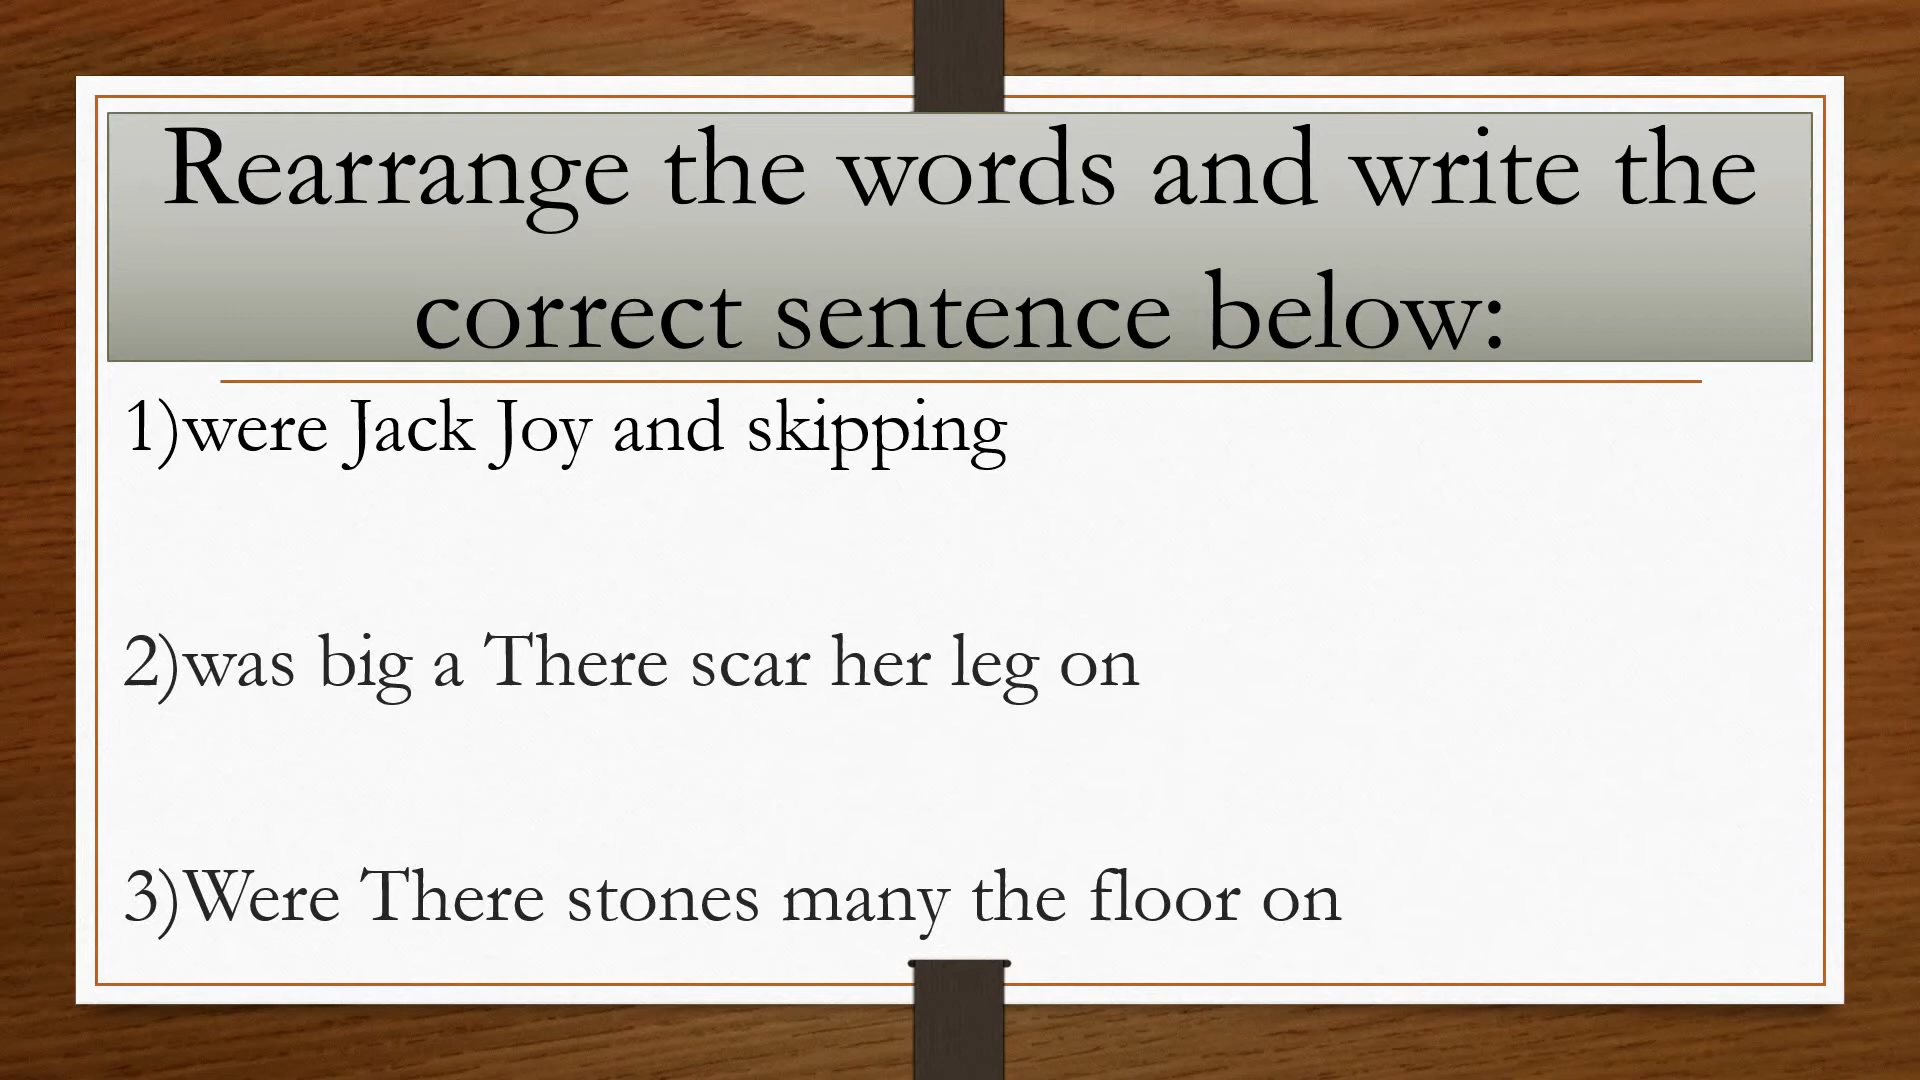 Rearrange the words and write the
correct sentence below:
1)were Jack Joy and skipping
2)was big a There scar her leg on
3)Were There stones many the floor on